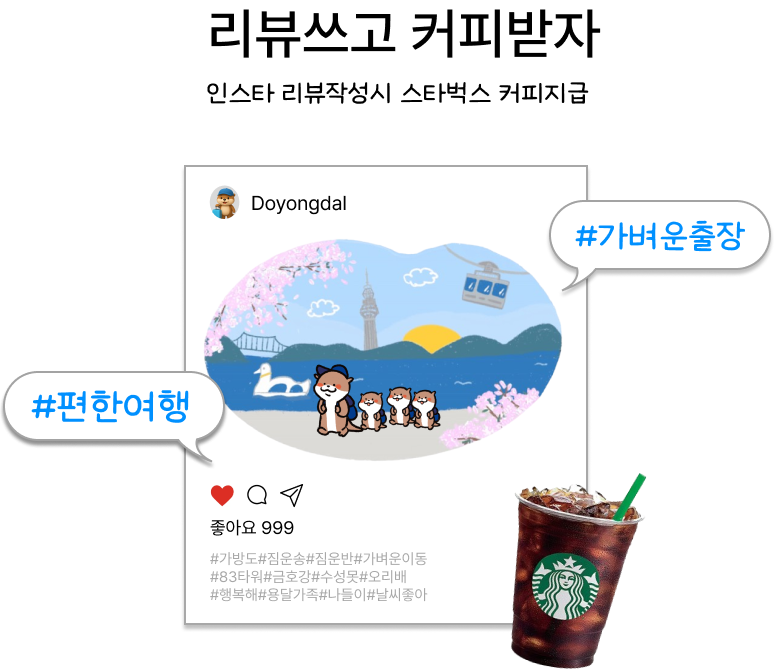 리뷰쓰고 커피받자
인스타 리뷰작성시 스타벅스 커피지급
Doyongdal
#가벼운출장
#편한여행
좋아요 999
#가방도#짐운송#짐운반#가벼운이동
#83타워#금호강#수성못#오리배
#행복해#용달가족#나들이#날씨좋아